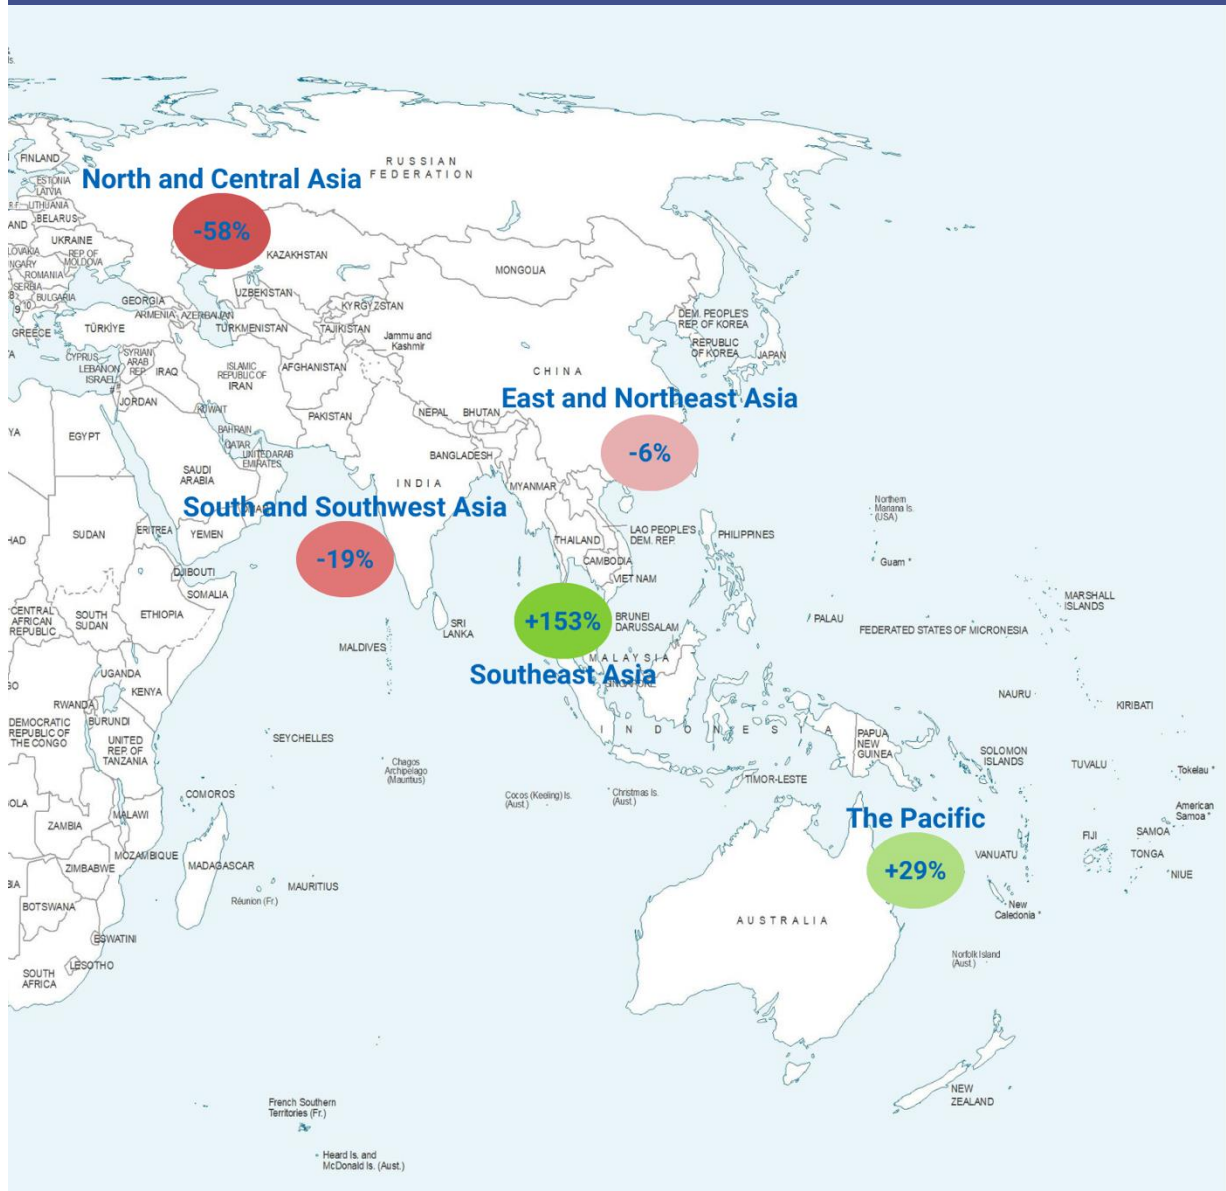 FINLAND
RUSSIAN
FEDERATION
North and Central Asia
-58%
ESTONIA
LATVIA
LITHUANIA
BELARUS
UKRAINE
REP. OF
MOLDOVA
ROMANIA
SERBIA
BULGARIA
GREECE
GEORGIA
ARMENIA
AZERBAIJAN
TÜRKİYE
KAZAKHSTAN
UZBEKISTAN
KYRGYZSTAN
TURKMENISTAN
TAJIKISTAN
MONGOLIA
DEM. PEOPLE'S
REP. OF KOREA
REPUBLIC
OF KOREA
JAPAN
Jammu and
Kashmir
CYPRUS
LEBANON
ISRAEL
SYRIAN
ARAB
REP.
IRAQ
ISLAMIC
REPUBLIC OF
IRAN
AFGHANISTAN
CHINA
JORDAN
KUWAIT
PAKISTAN
NEPAL
BHUTAN
East and Northeast Asia
-6%
EGYPT
BAHRAIN
QATAR
UNITED ARAB
EMIRATES
SAUDI
ARABIA
BANGLADESH
INDIA
MYANMAR
South and Southwest Asia
-19%
OMAN
SUDAN
ERITREA
YEMEN
DJIBOUTI
SOMALIA
LAO PEOPLE'S
DEM. REP.
THAILAND
CAMBODIA
VIET NAM
PHILIPPINES
Northern
Mariana Is.
(USA)
Guam *
MARSHALL
ISLANDS
CENTRAL
AFRICAN
REPUBLIC
SOUTH
SUDAN
ETHIOPIA
SRI
LANKA
MALDIVES
+153%
Southeast Asia
BRUNEI
DARUSSALAM
MALAYSIA
SINGAPORE
PALAU
FEDERATED STATES OF MICRONESIA
UGANDA
KENYA
RWANDA
BURUNDI
DEMOCRATIC
REPUBLIC OF
THE CONGO
UNITED
REP. OF
TANZANIA
SEYCHELLES
Chagos
Archipelago
(Mauritius)
INDONESIA
PAPUA
NEW
GUINEA
NAURU
KIRIBATI
SOLOMON
ISLANDS
TUVALU
Tokelau *
TIMOR-LESTE
Cocos (Keeling) Is.
(Aust.)
Christmas Is.
(Aust.)
COMOROS
MALAWI
ZAMBIA
MOZAMBIQUE
ZIMBABWE
MADAGASCAR
MAURITIUS
Réunion (Fr.)
BOTSWANA
ESWATINI
LESOTHO
SOUTH
AFRICA
The Pacific
+29%
AUSTRALIA
VANUATU
FIJI
American
Samoa *
SAMOA
TONGA
NIUE
New
Caledonia *
Norfolk Island
(Aust.)
NEW
ZEALAND
French Southern
Territories (Fr.)
Heard Is. and
McDonald Is. (Aust.)